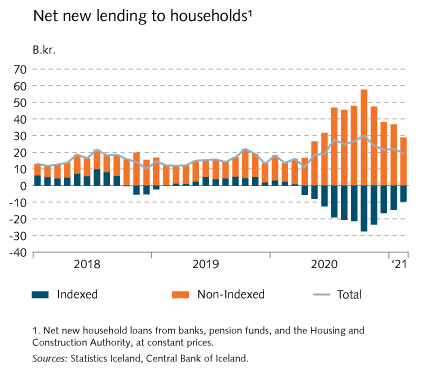 Net new lending to households¹
B.kr.
70
60
50
40
30
20
10
0
-10
-20
-30
-40
2018 2019 2020 '21
Indexed Non-Indexed Total
1. Net new household loans from banks, pension funds, and the Housing and
Construction Authority, at constant prices.
Sources: Statistics Iceland, Central Bank of Iceland.